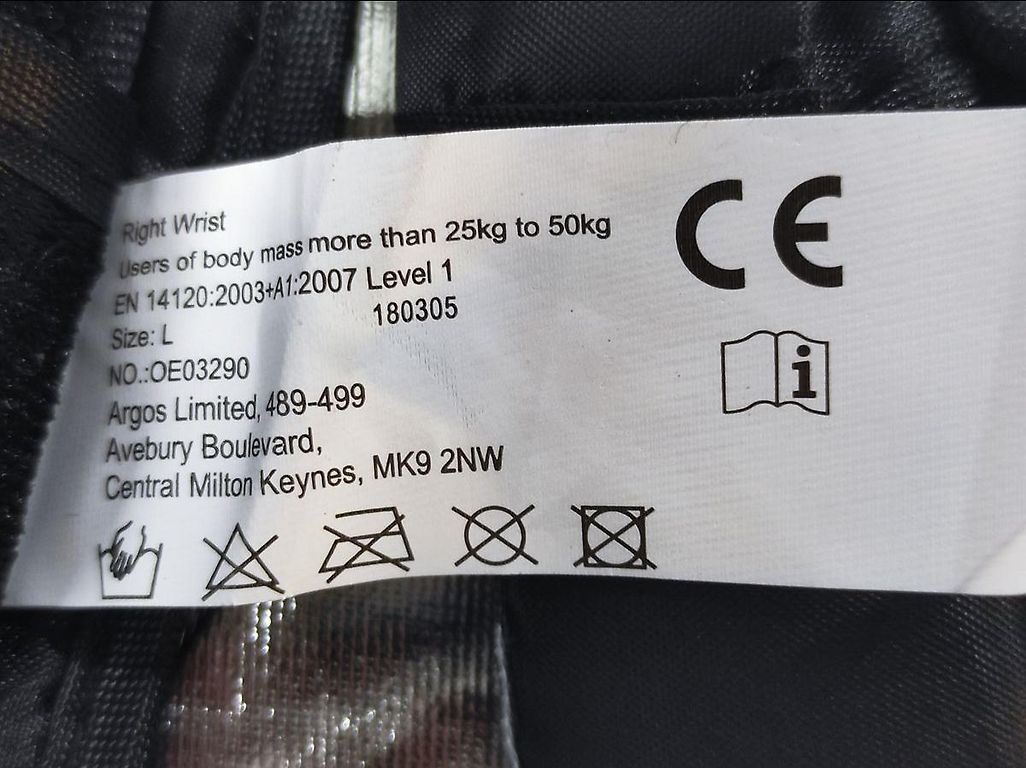 Right Wrist
Users of body mass more than 25kg to 50kg
EN 14120:2003+A1:2007 Level 1
180305
Size: L
NO.:OE03290
Argos Limited, 489-499
Avebury Boulevard,
Central Milton Keynes, MK9 2NW
CE
i